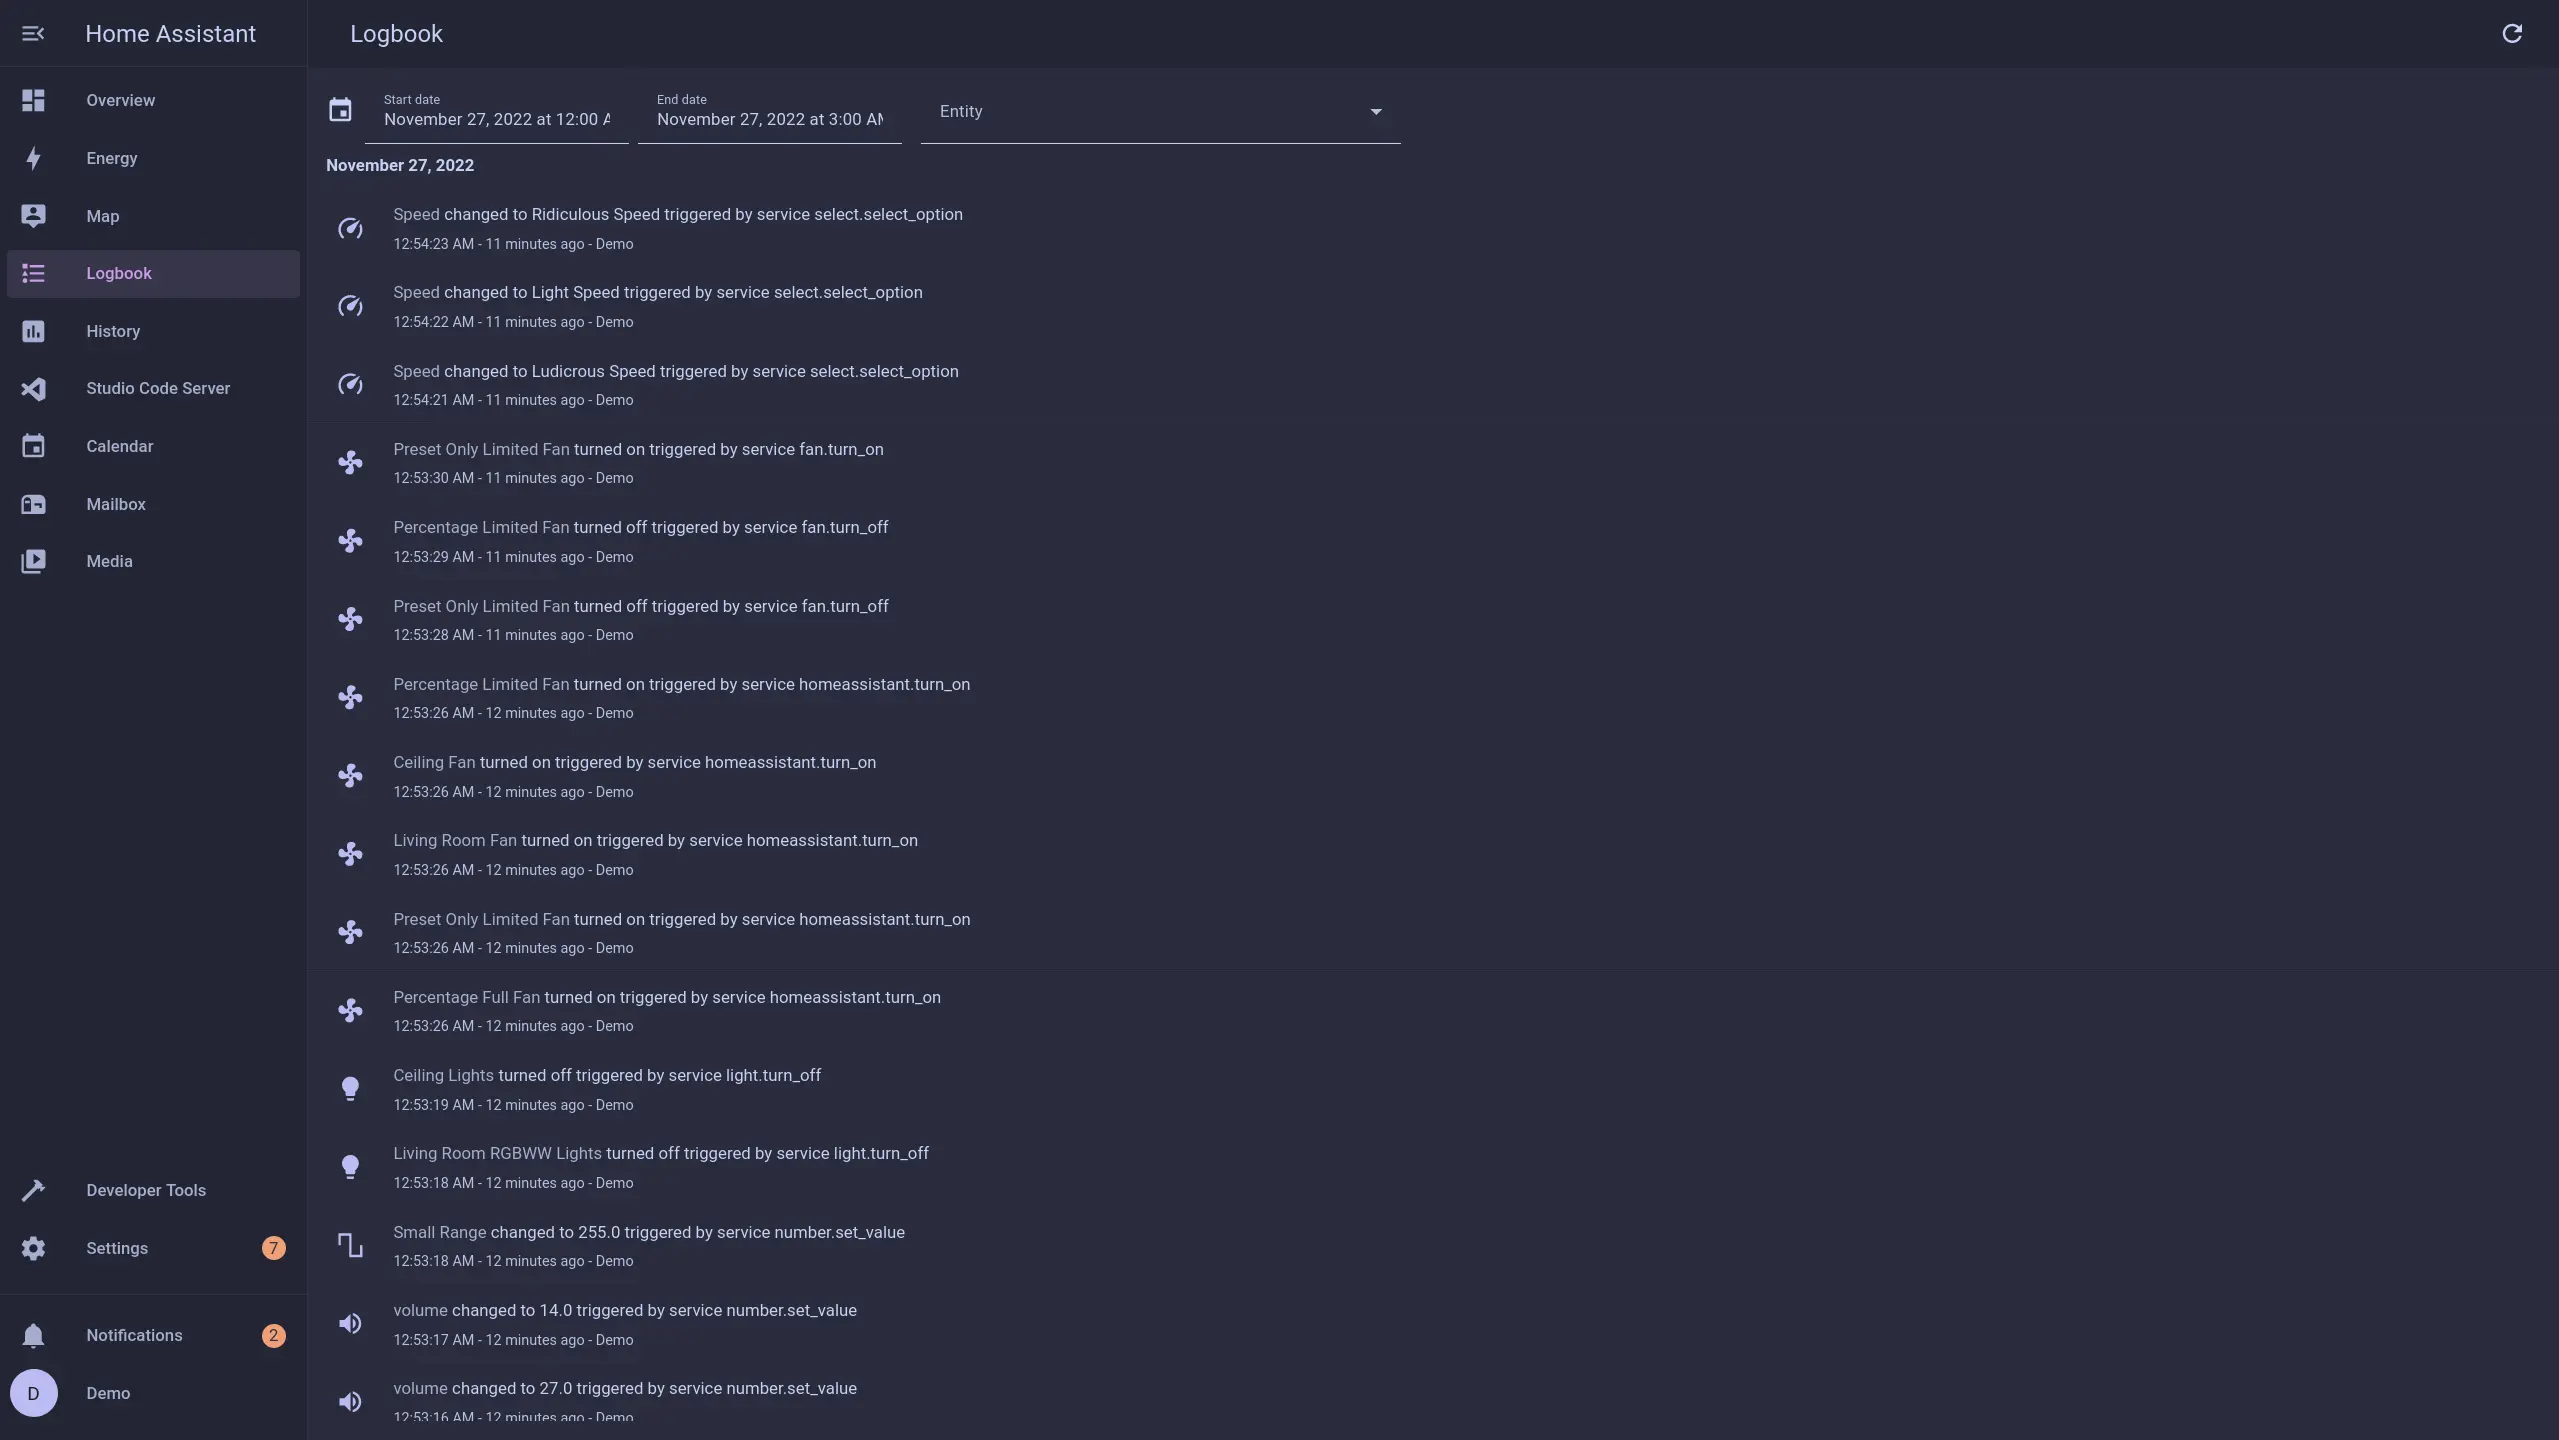 Home Assistant
Overview
Energy
Map
Logbook
History
Studio Code Server
Calendar
Mailbox
Media
Developer Tools
Settings
7
Notifications
2
D
Demo
Logbook
Start date
November 27, 2022 at 12:00 A
End date
November 27, 2022 at 3:00 AM
Entity
November 27, 2022
Speed changed to Ridiculous Speed triggered by service select.select_option
12:54:23 AM - 11 minutes ago - Demo
Speed changed to Light Speed triggered by service select.select_option
12:54:22 AM - 11 minutes ago - Demo
Speed changed to Ludicrous Speed triggered by service select.select_option
12:54:21 AM - 11 minutes ago - Demo
Preset Only Limited Fan turned on triggered by service fan.turn_on
12:53:30 AM - 11 minutes ago - Demo
Percentage Limited Fan turned off triggered by service fan.turn_off
12:53:29 AM - 11 minutes ago - Demo
Preset Only Limited Fan turned off triggered by service fan.turn_off
12:53:28 AM - 11 minutes ago - Demo
Percentage Limited Fan turned on triggered by service homeassistant.turn_on
12:53:26 AM - 12 minutes ago - Demo
Ceiling Fan turned on triggered by service homeassistant.turn_on
12:53:26 AM - 12 minutes ago - Demo
Living Room Fan turned on triggered by service homeassistant.turn_on
12:53:26 AM - 12 minutes ago - Demo
Preset Only Limited Fan turned on triggered by service homeassistant.turn_on
12:53:26 AM - 12 minutes ago - Demo
Percentage Full Fan turned on triggered by service homeassistant.turn_on
12:53:26 AM - 12 minutes ago - Demo
Ceiling Lights turned off triggered by service light.turn_off
12:53:19 AM - 12 minutes ago - Demo
Living Room RGBWW Lights turned off triggered by service light.turn_off
12:53:18 AM - 12 minutes ago - Demo
Small Range changed to 255.0 triggered by service number.set_value
12:53:18 AM - 12 minutes ago - Demo
volume changed to 14.0 triggered by service number.set_value
12:53:17 AM - 12 minutes ago - Demo
volume changed to 27.0 triggered by service number.set_value
12:53:16 AM - 12 minutes ago - Demo